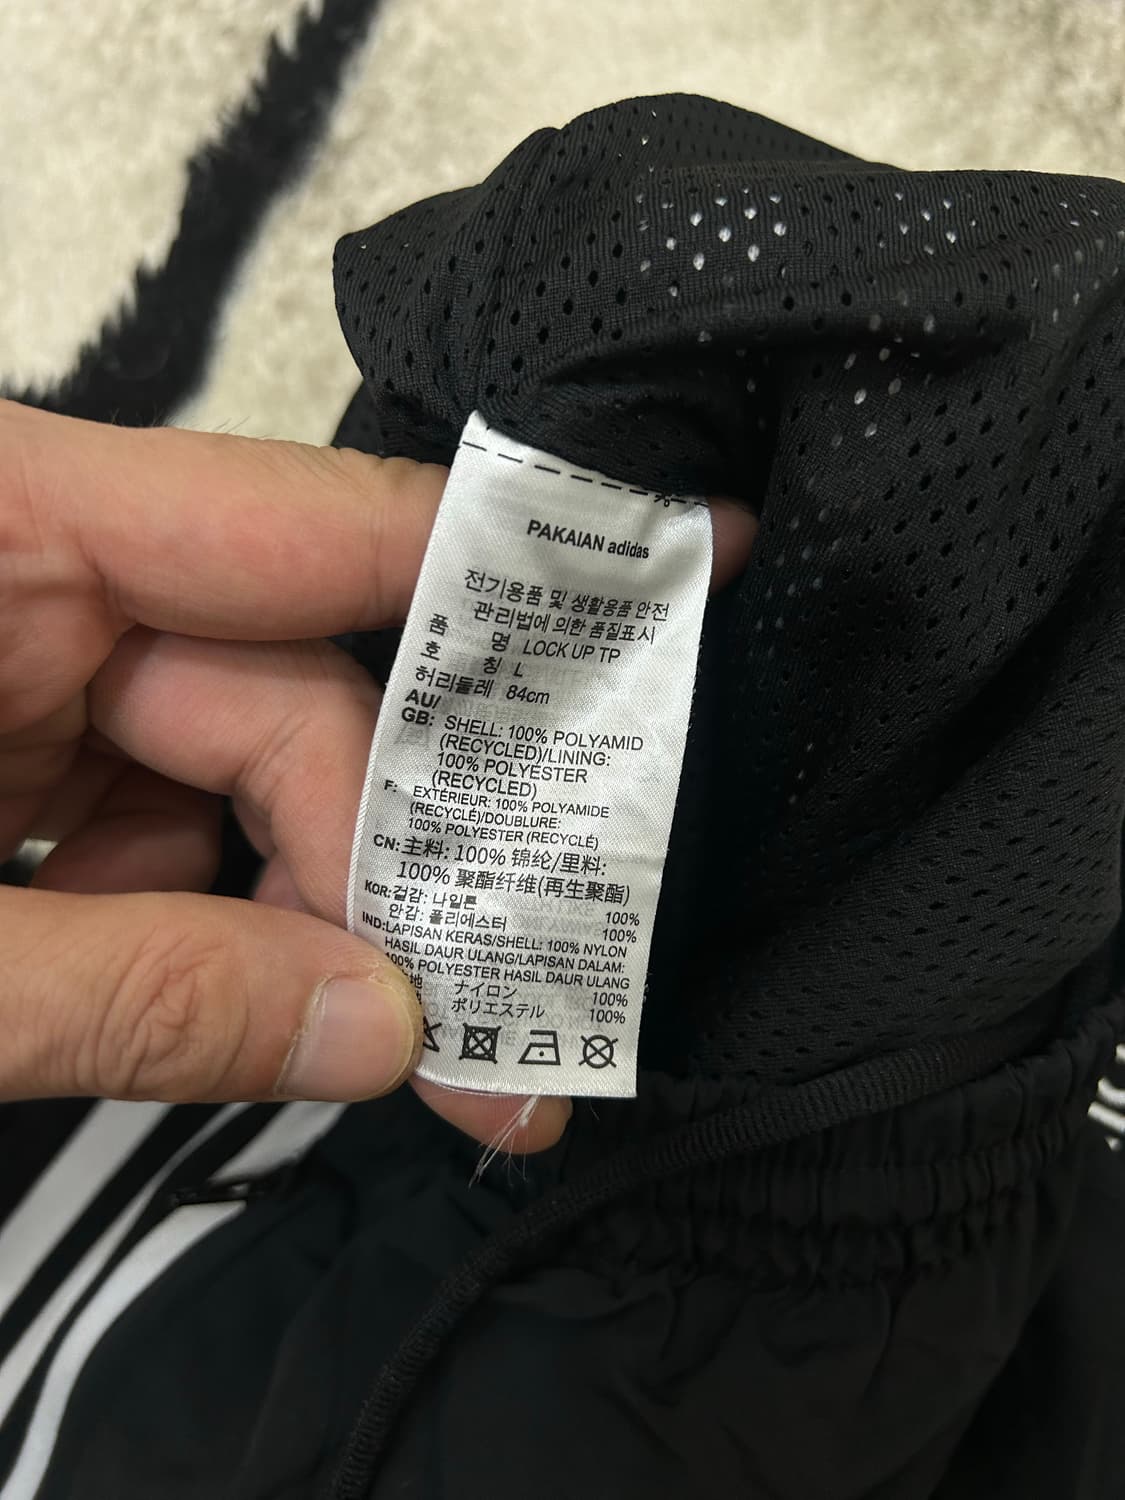 PAKAIAN adidas
전기용품 및 생활용품 안전
관리법에 의한 품질표시
품 명 LOCK UP TP
호 칭 L
허리둘레 84cm
AU/
GB: SHELL: 100% POLYAMID
(RECYCLED)/LINING:
100% POLYESTER
(RECYCLED)
F: EXTÉRIEUR: 100% POLYAMIDE
(RECYCLÉ)/DOUBLURE:
100% POLYESTER (RECYCLÉ)
CN: 主料: 100% 锦纶/里料:
100% 聚酯纤维(再生聚酯)
KOR: 겉감: 나일론 100%
안감: 폴리에스터 100%
IND: LAPISAN KERAS/SHELL: 100% NYLON
HASIL DAUR ULANG/LAPISAN DALAM:
100% POLYESTER HASIL DAUR ULANG
地 ナイロン 100%
ポリエステル 100%